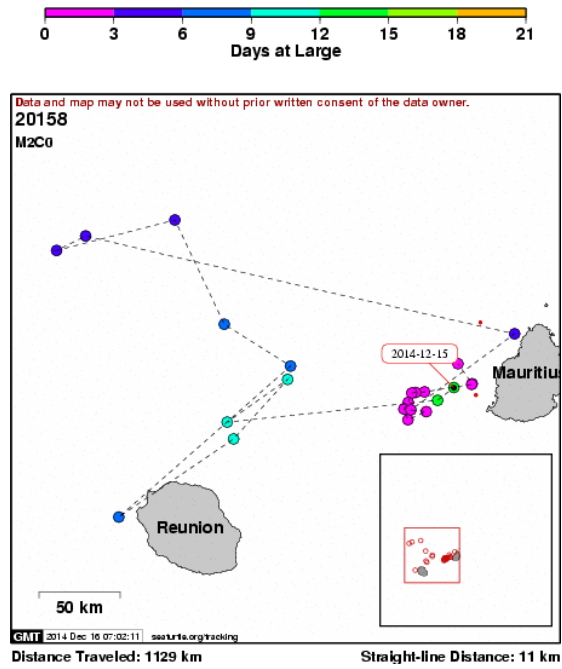 0 3 6 9 12 15 18 21
Days at Large
Data and map may not be used without prior written consent of the data owner.
20158
M2C0
2014-12-15
Mauritiu
Reunion
50 km
GMT 2014 Dec 16 07:02:11 seaturtle.org/tracking
Distance Traveled: 1129 km Straight-line Distance: 11 km